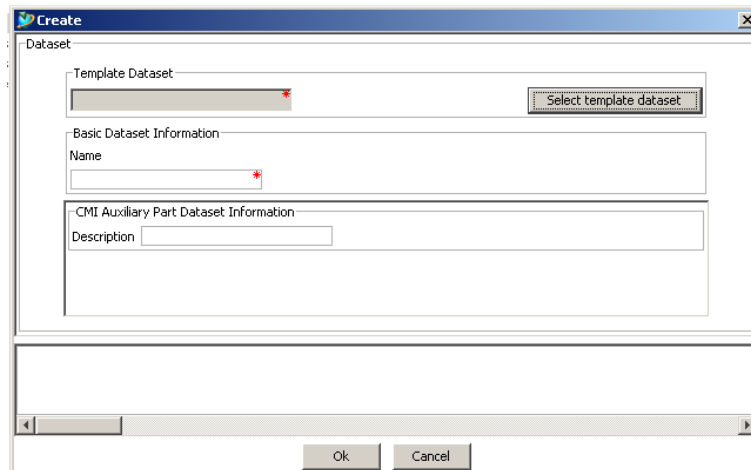 Create
Dataset
Template Dataset
*
Select template dataset
Basic Dataset Information
Name
*
CMI Auxiliary Part Dataset Information
Description
Ok Cancel